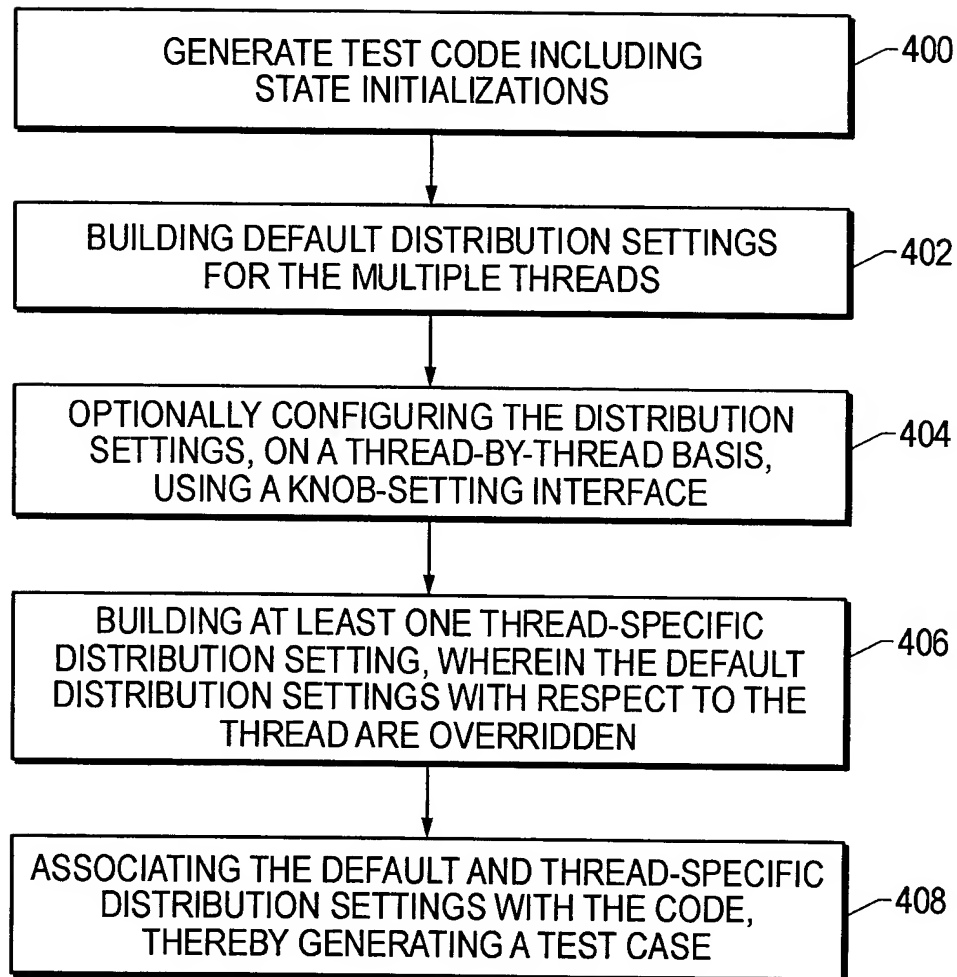 GENERATE TEST CODE INCLUDING
STATE INITIALIZATIONS
400
BUILDING DEFAULT DISTRIBUTION SETTINGS
FOR THE MULTIPLE THREADS
402
OPTIONALLY CONFIGURING THE DISTRIBUTION
SETTINGS, ON A THREAD-BY-THREAD BASIS,
USING A KNOB-SETTING INTERFACE
404
BUILDING AT LEAST ONE THREAD-SPECIFIC
DISTRIBUTION SETTING, WHEREIN THE DEFAULT
DISTRIBUTION SETTINGS WITH RESPECT TO THE
THREAD ARE OVERRIDDEN
406
ASSOCIATING THE DEFAULT AND THREAD-SPECIFIC
DISTRIBUTION SETTINGS WITH THE CODE,
THEREBY GENERATING A TEST CASE
408